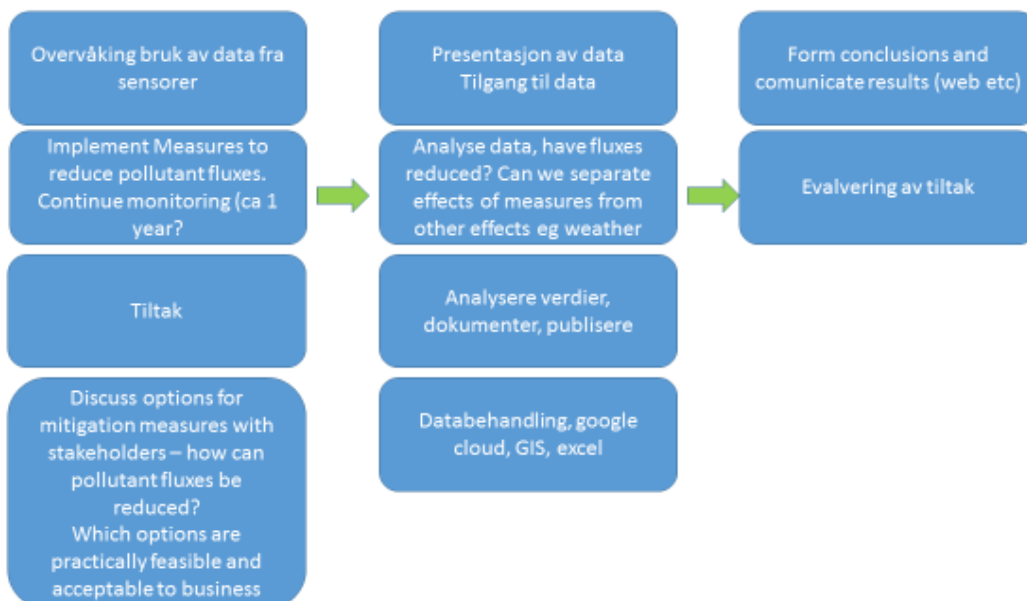 Overvåking bruk av data fra
sensorer
Implement Measures to
reduce pollutant fluxes.
Continue monitoring (ca 1
year?
Tiltak
Discuss options for
mitigation measures with
stakeholders – how can
pollutant fluxes be
reduced?
Which options are
practically feasible and
acceptable to business
Presentasjon av data
Tilgang til data
Analyse data, have fluxes
reduced? Can we separate
effects of measures from
other effects eg weather
Analysere verdier,
dokumenter, publisere
Databehandling, google
cloud, GIS, excel
Form conclusions and
comunicate results (web etc)
Evalvering av tiltak